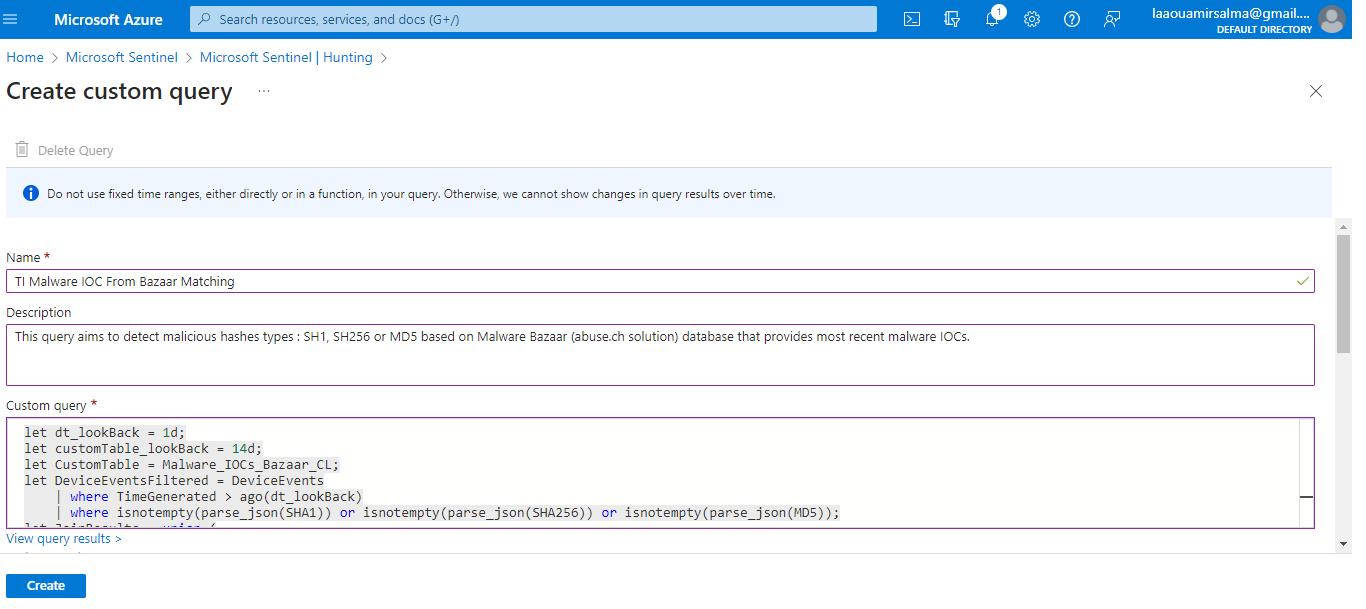 Microsoft Azure
Search resources, services, and docs (G+/)
1
laaouamirsalma@gmail....
DEFAULT DIRECTORY
Home > Microsoft Sentinel > Microsoft Sentinel | Hunting >
Create custom query ...
Delete Query
Do not use fixed time ranges, either directly or in a function, in your query. Otherwise, we cannot show changes in query results over time.
Name *
TI Malware IOC From Bazaar Matching
Description
This query aims to detect malicious hashes types : SH1, SH256 or MD5 based on Malware Bazaar (abuse.ch solution) database that provides most recent malware IOCs.
Custom query *
let dt_lookBack = 1d;
let customTable_lookBack = 14d;
let CustomTable = Malware_IOCs_Bazaar_CL;
let DeviceEventsFiltered = DeviceEvents
| where TimeGenerated > ago(dt_lookBack)
| where isnotempty(parse_json(SHA1)) or isnotempty(parse_json(SHA256)) or isnotempty(parse_json(MD5));
View query results >
Create